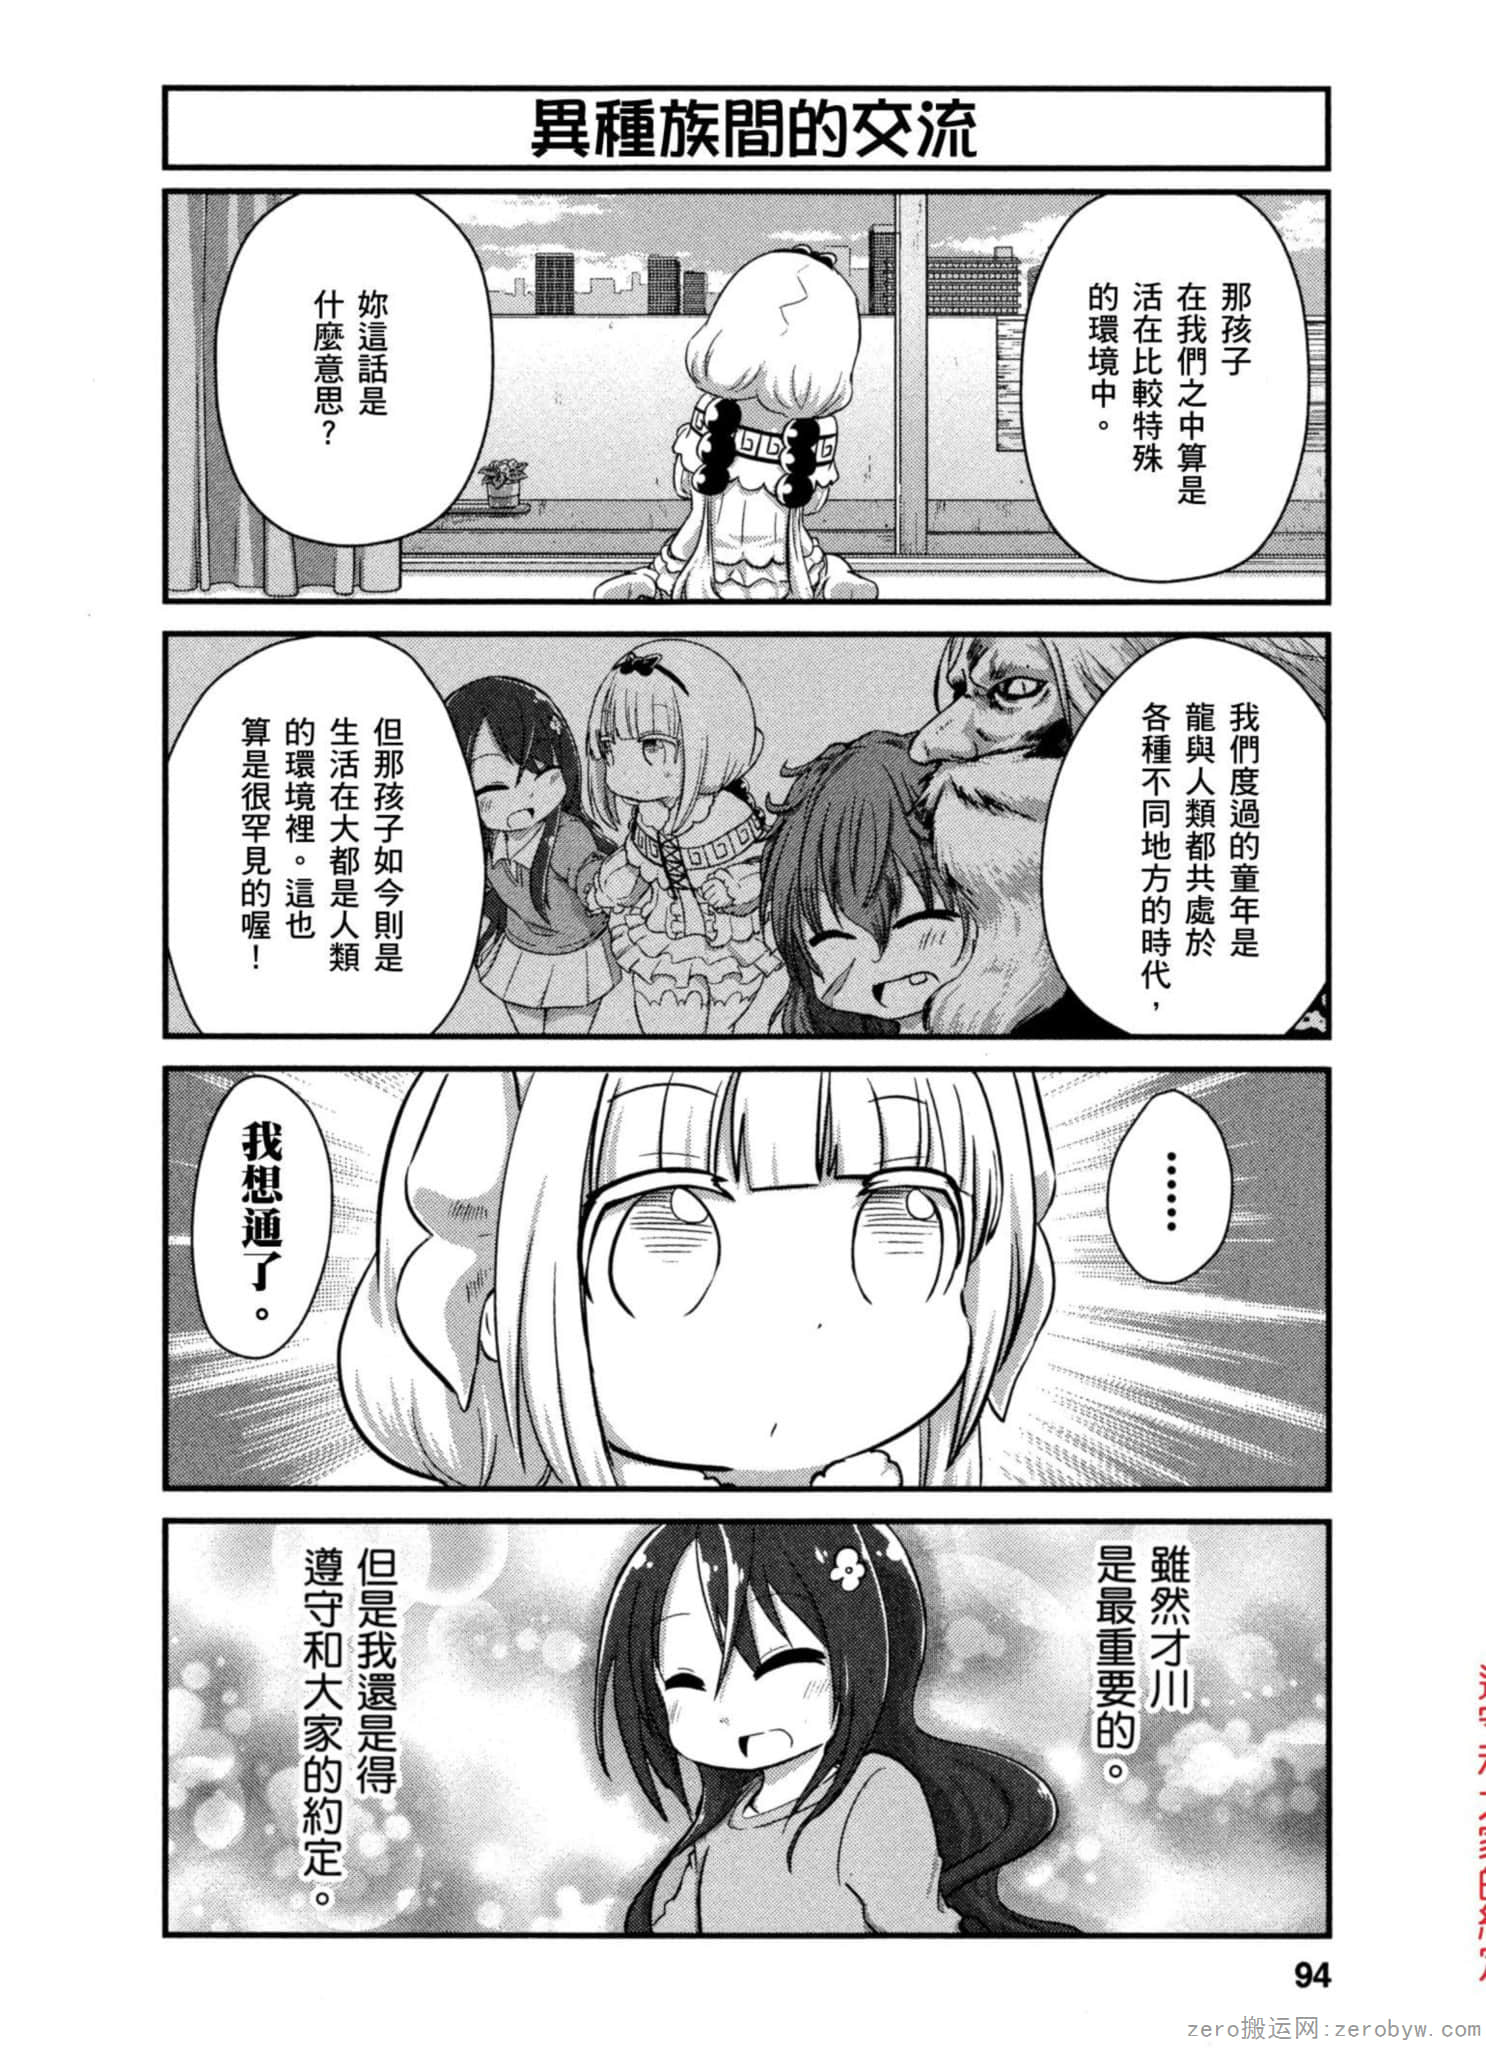 異種族間的交流
那孩子
在我們之中算是
活在比較特殊
的環境中。
妳這話是
什麼意思？
我們度過的童年是
龍與人類都共處於
各種不同地方的時代，
但那孩子如今則是
生活在大都是人類
的環境裡。這也
算是很罕見的喔！
……
我想通了。
雖然才川
是最重要的。
但是我還是得
遵守和大家的約定。
94
zero搬运网:zerobyw.com